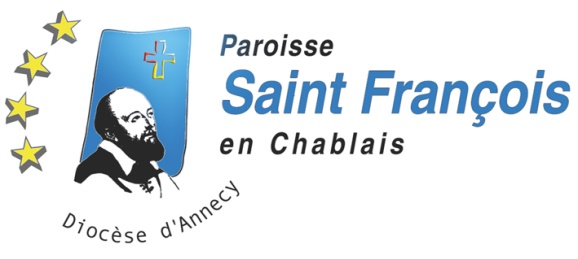 Paroisse
Saint François
en Chablais
Diocèse d'Annecy